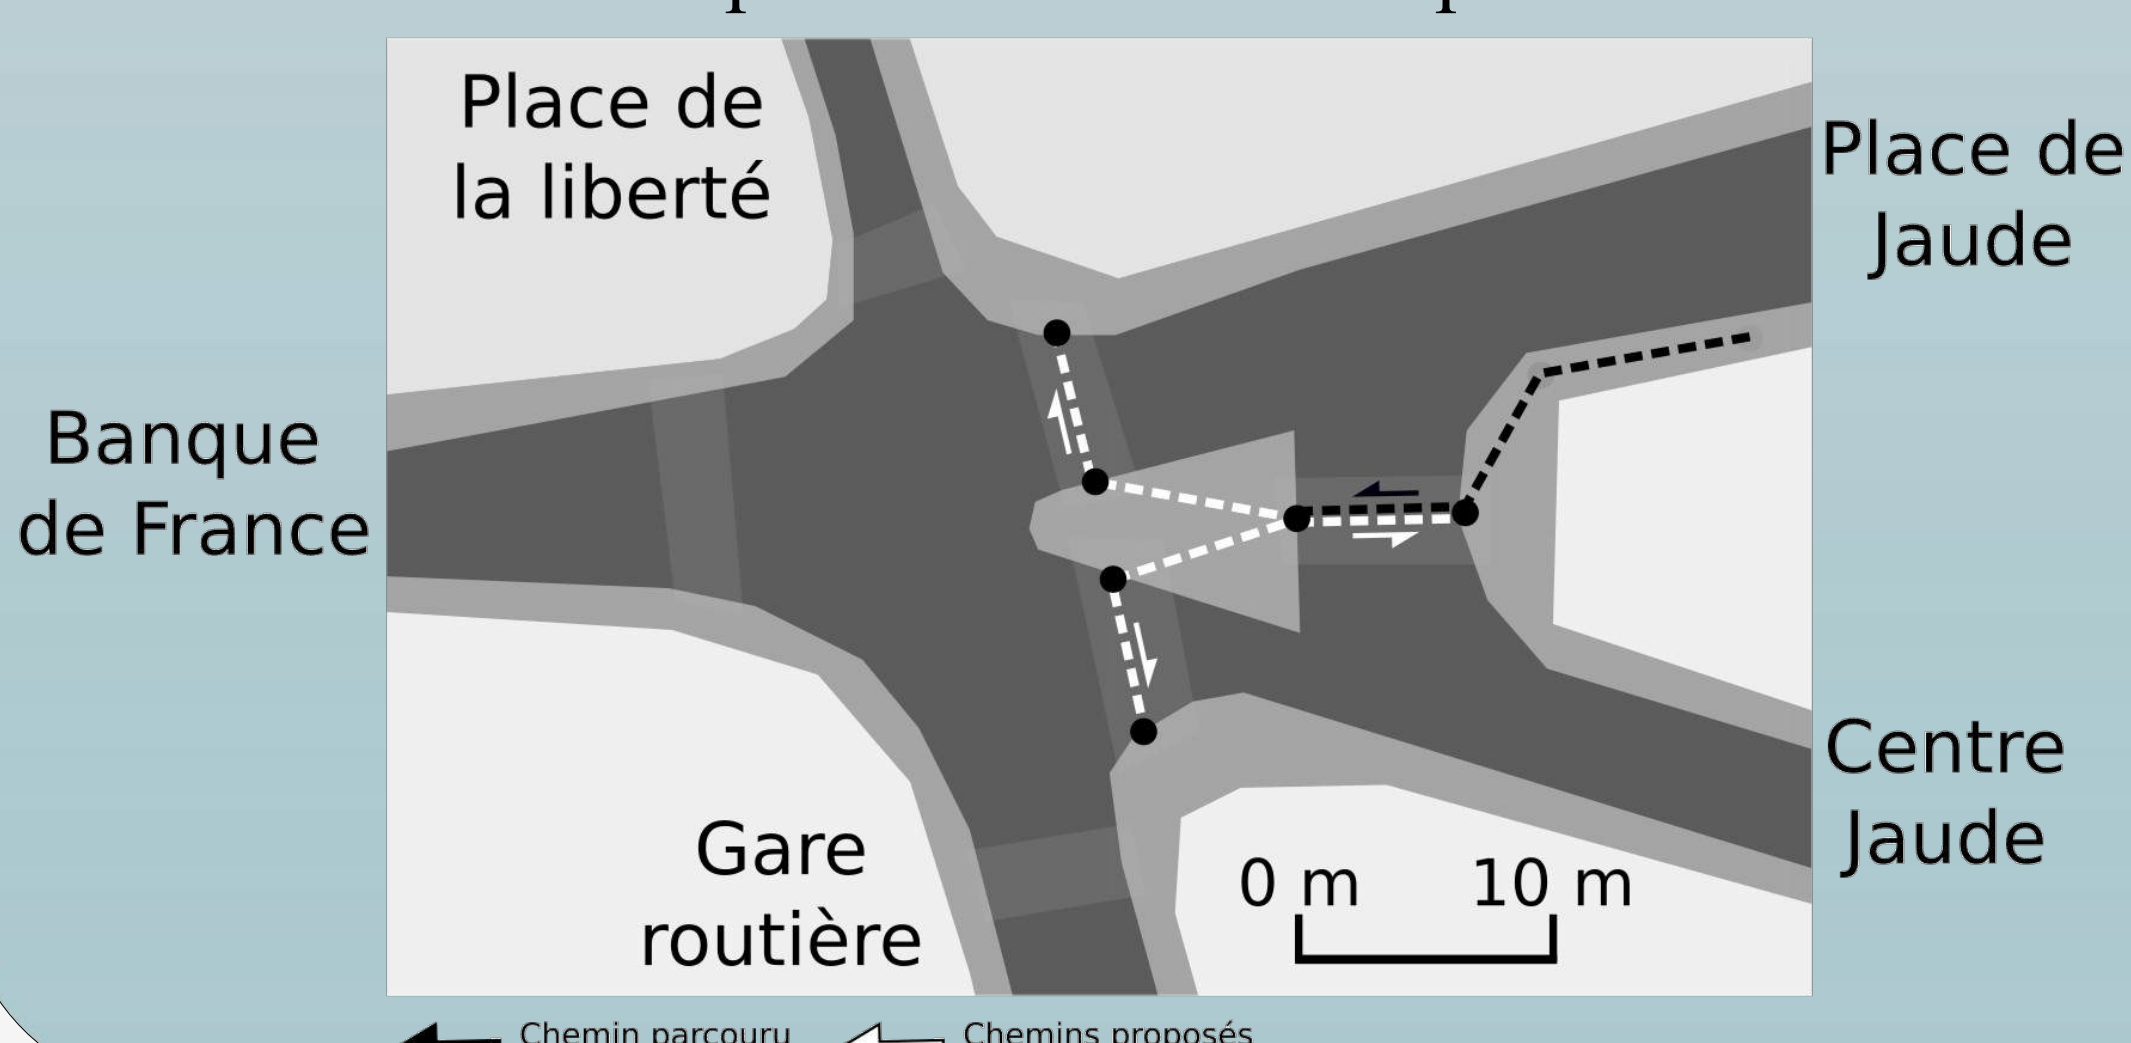 Place de
la liberté
Place de
Jaude
Banque
de France
Centre
Jaude
Gare
routière
0 m 10 m
Chemin parcouru Chemins proposés